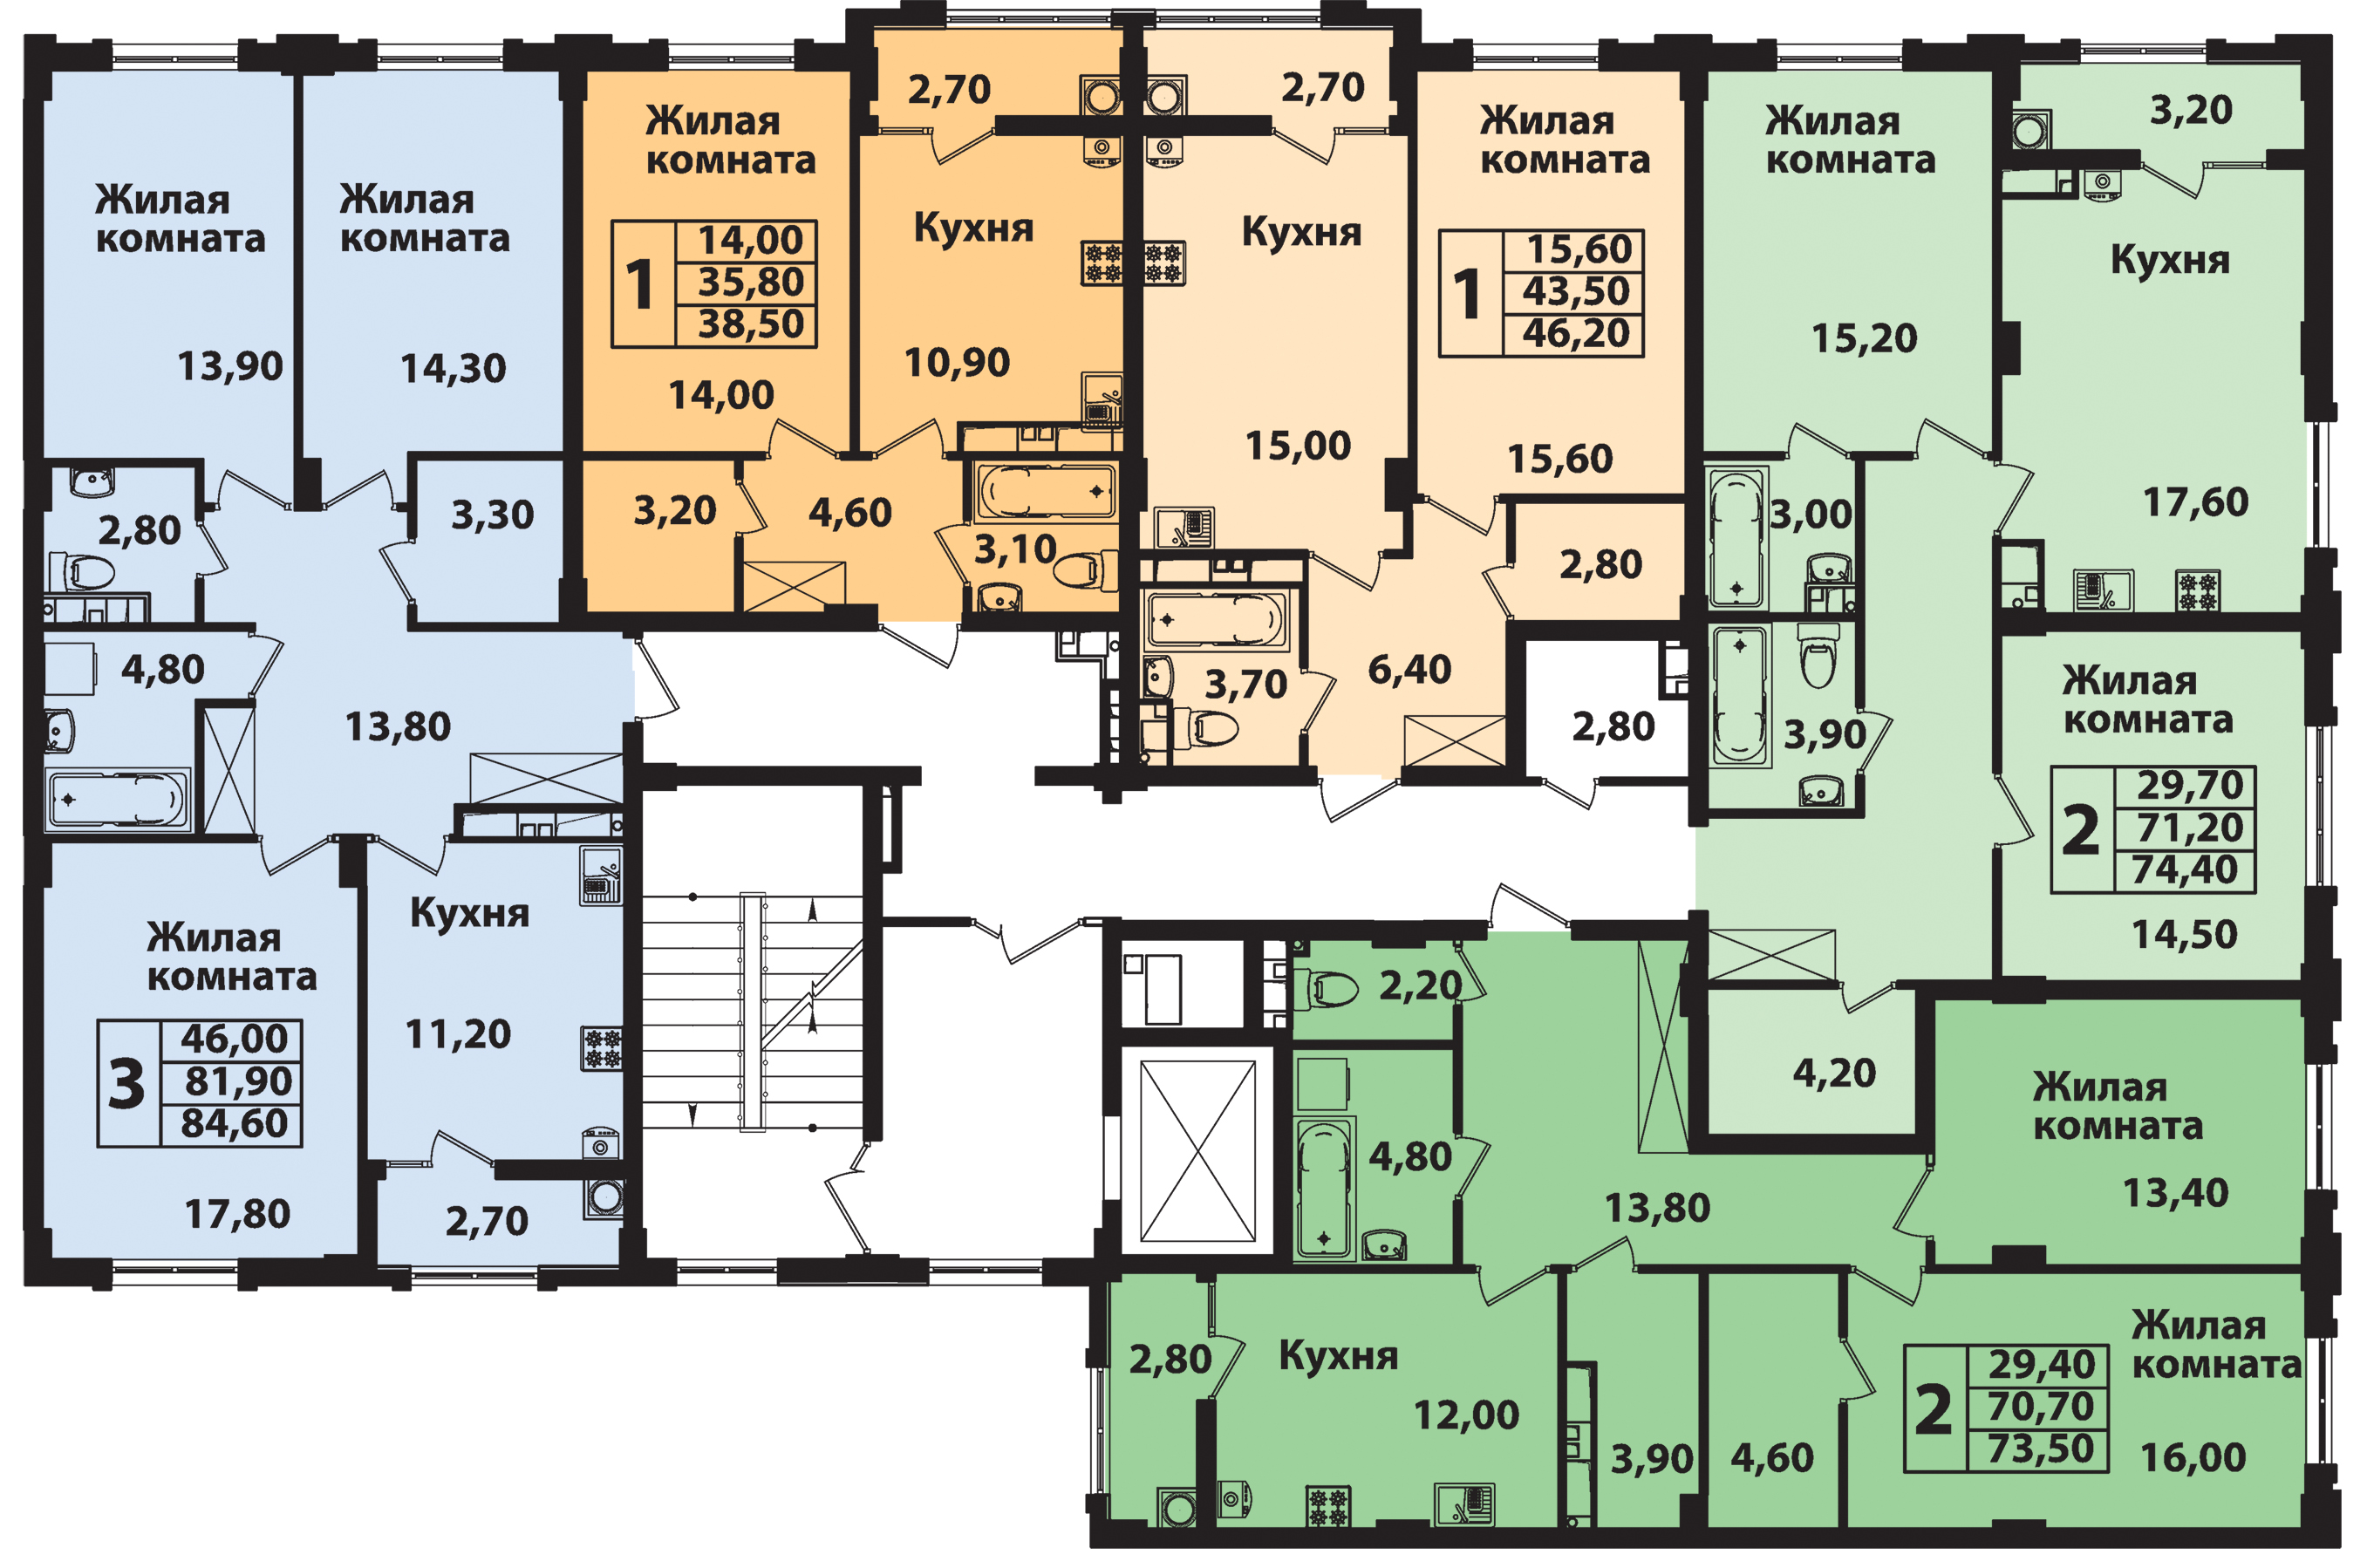 Жилая
комната
13,90
Жилая
комната
14,30
2,80
3,30
4,80
13,80
Жилая
комната
3
46,00
81,90
84,60
17,80
Кухня
11,20
2,70
Жилая
комната
1
14,00
35,80
38,50
14,00
2,70
Кухня
10,90
3,20
4,60
3,10
2,70
Кухня
15,00
Жилая
комната
1
15,60
43,50
46,20
15,60
2,80
3,70
6,40
2,80
Жилая
комната
15,20
3,20
Кухня
17,60
3,00
3,90
Жилая
комната
2
29,70
71,20
74,40
14,50
4,20
2,20
4,80
13,80
Жилая
комната
13,40
2,80
Кухня
12,00
3,90
4,60
Жилая
комната
2
29,40
70,70
73,50
16,00